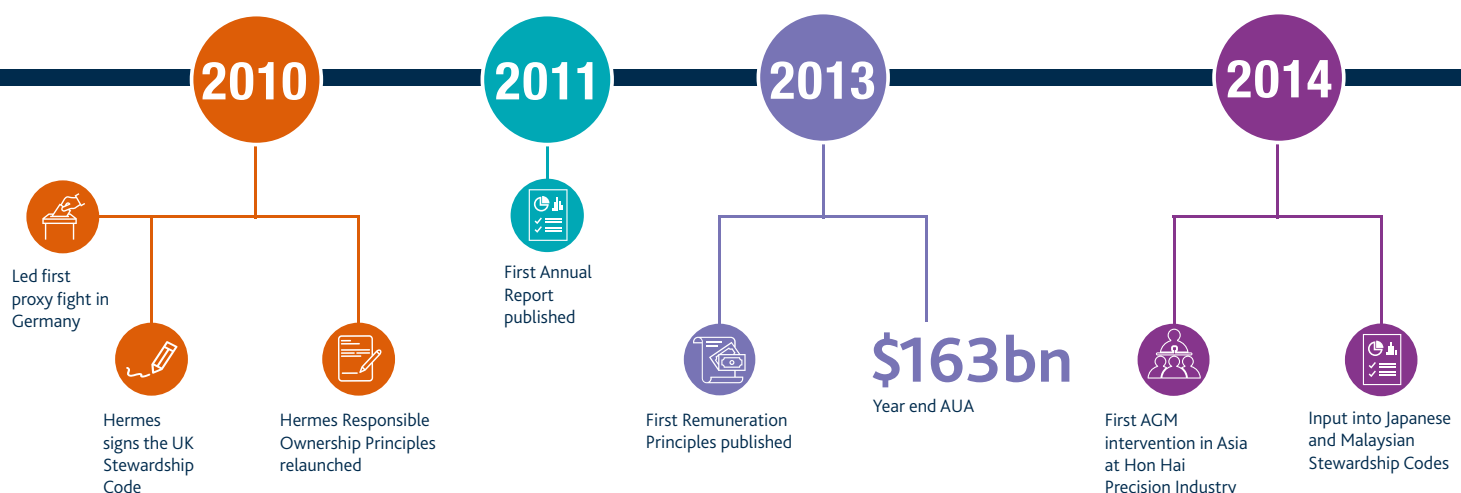 2010
2011
2013
2014
Led first
proxy fight in
Germany
Hermes
signs the UK
Stewardship
Code
Hermes Responsible
Ownership Principles
relaunched
First Annual
Report
published
First Remuneration
Principles published
$163bn
Year end AUA
First AGM
intervention in Asia
at Hon Hai
Precision Industry
Input into Japanese
and Malaysian
Stewardship Codes